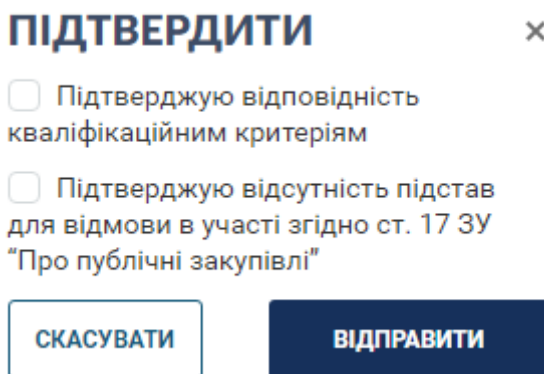 ПІДТВЕРДИТИ
Підтверджую відповідність
кваліфікаційним критеріям
Підтверджую відсутність підстав
для відмови в участі згідно ст. 17 ЗУ
“Про публічні закупівлі”
СКАСУВАТИ
ВІДПРАВИТИ